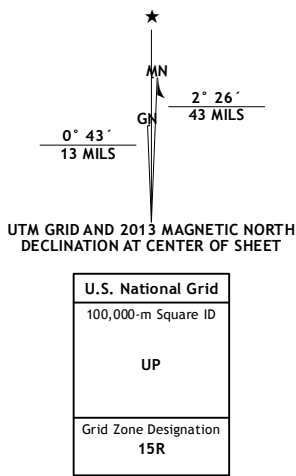 ★
MN
GN
2° 26´
43 MILS
0° 43´
13 MILS
UTM GRID AND 2013 MAGNETIC NORTH
DECLINATION AT CENTER OF SHEET
U.S. National Grid
100,000-m Square ID
UP
Grid Zone Designation
15R